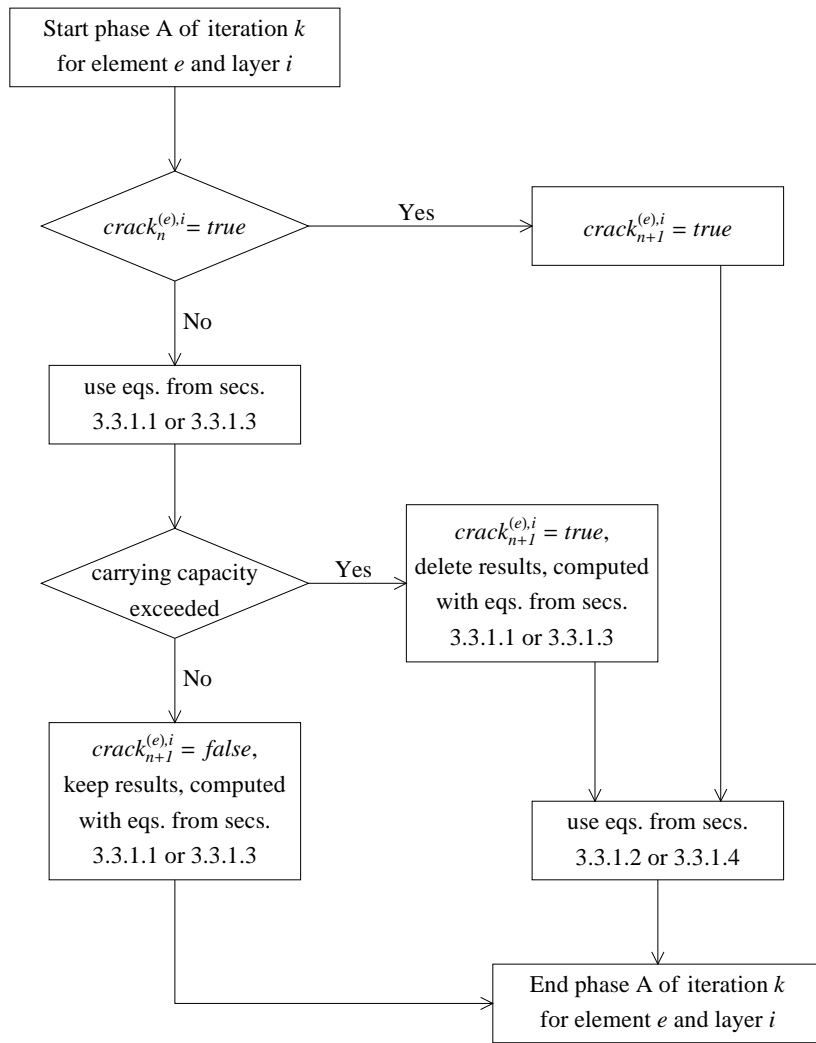 Start phase A of iteration k
for element e and layer i
crack_n^{(e),i} = true
Yes
crack_{n+1}^{(e),i} = true
No
use eqs. from secs.
3.3.1.1 or 3.3.1.3
carrying capacity
exceeded
Yes
crack_{n+1}^{(e),i} = true,
delete results, computed
with eqs. from secs.
3.3.1.1 or 3.3.1.3
No
crack_{n+1}^{(e),i} = false,
keep results, computed
with eqs. from secs.
3.3.1.1 or 3.3.1.3
use eqs. from secs.
3.3.1.2 or 3.3.1.4
End phase A of iteration k
for element e and layer i